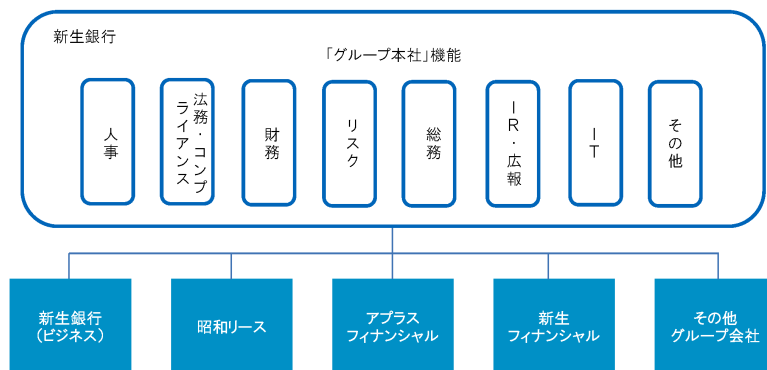 新生銀行
「グループ本社」機能
人事
法務・コンプ
ライアンス
財務
リスク
総務
IR・広報
IT
その他
新生銀行
(ビジネス)
昭和リース
アプラス
フィナンシャル
新生
フィナンシャル
その他
グループ会社